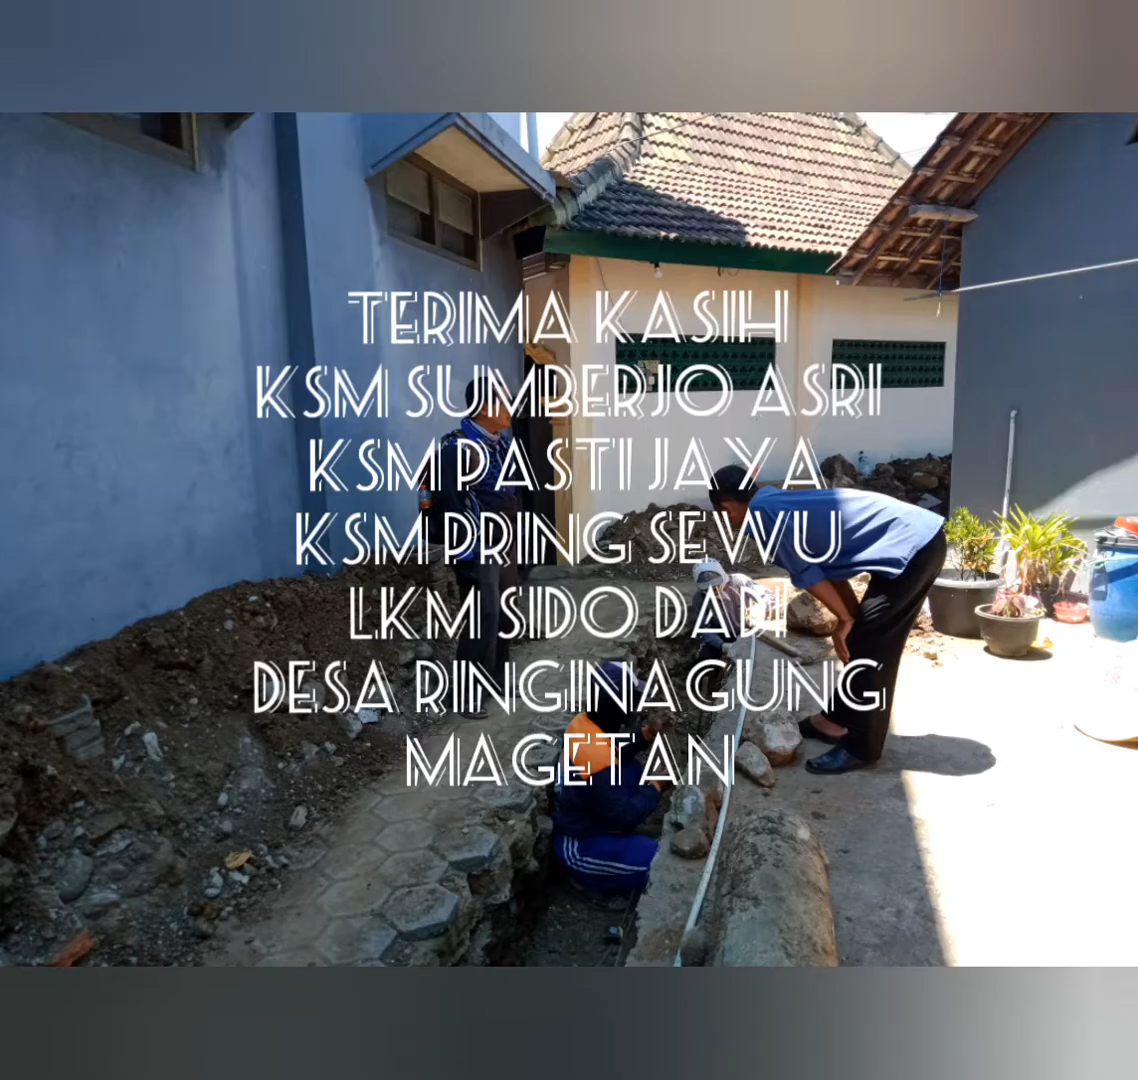 TERIMA KASIH
KSM SUMBERJO ASRI
KSM PASTI JAYA
KSM PRING SEWU
LKM SIDO DADI
DESA RINGINAGUNG
MAGETAN